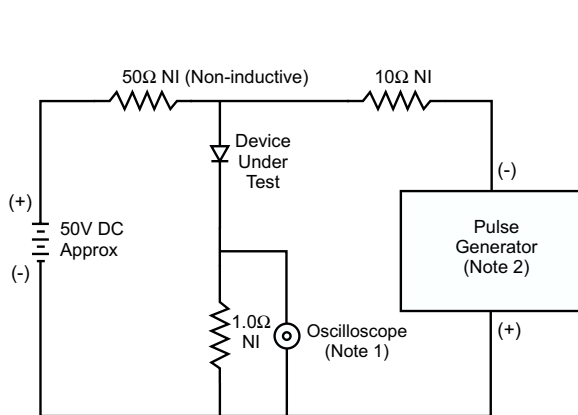 50Ω NI (Non-inductive)
10Ω NI
Device
Under
Test
(-)
(+)
50V DC
Approx
(-)
Pulse
Generator
(Note 2)
1.0Ω
NI
Oscilloscope
(Note 1)
(+)